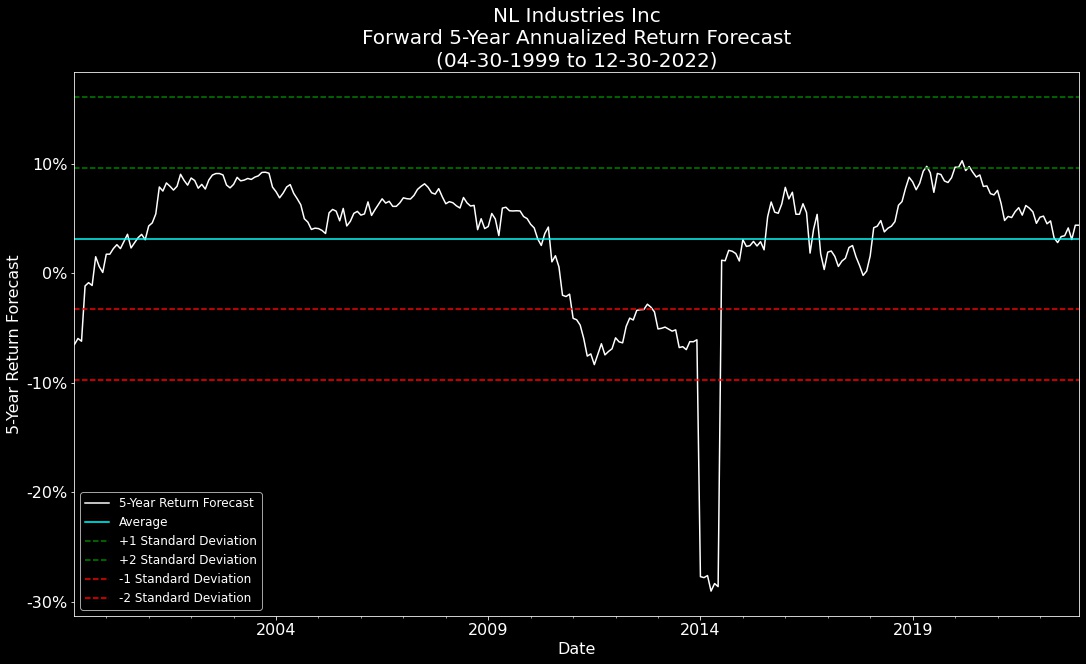 NL Industries Inc
Forward 5-Year Annualized Return Forecast
(04-30-1999 to 12-30-2022)
5-Year Return Forecast
10%
0%
-10%
-20%
-30%
5-Year Return Forecast
Average
+1 Standard Deviation
+2 Standard Deviation
-1 Standard Deviation
-2 Standard Deviation
2004
2009
2014
2019
Date